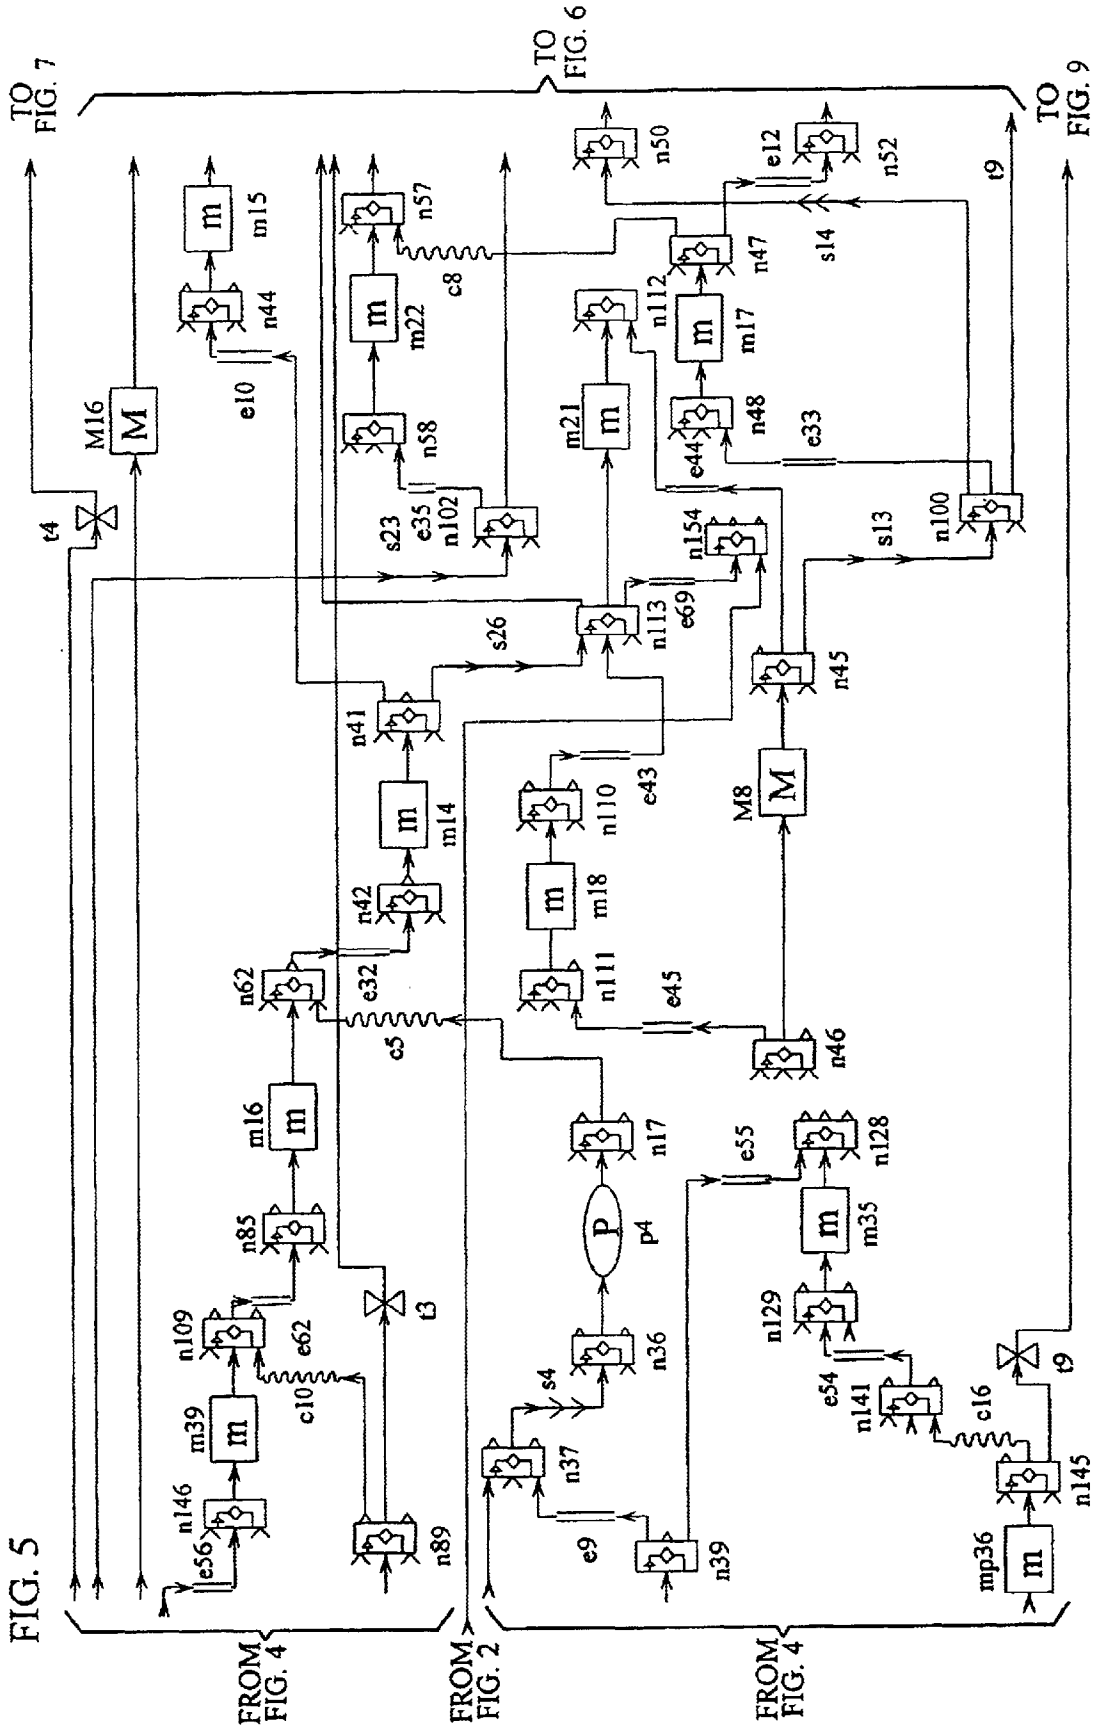 FIG. 5
FROM
FIG. 4
FROM
FIG. 2
FROM
FIG. 4
TO
FIG. 7
TO
FIG. 6
TO
FIG. 9
t4
M16
M
e56
n146
m39
m
n109
e62
c10
n89
t3
n85
m16
m
n62
e32
c5
n42
m14
m
n41
e10
n44
m15
m
s26
s23
e35
n102
n58
m22
m
n57
c8
n37
e9
n39
s4
n36
p4
P
n17
e55
n111
m18
m
n110
e43
e45
n46
M8
M
n45
n113
e69
n154
m21
m
n112
e44
n48
m17
m
n47
e33
s13
n100
s14
n50
e12
n52
t9
mp36
m
n145
c16
n141
e54
n129
m35
m
n128
t9